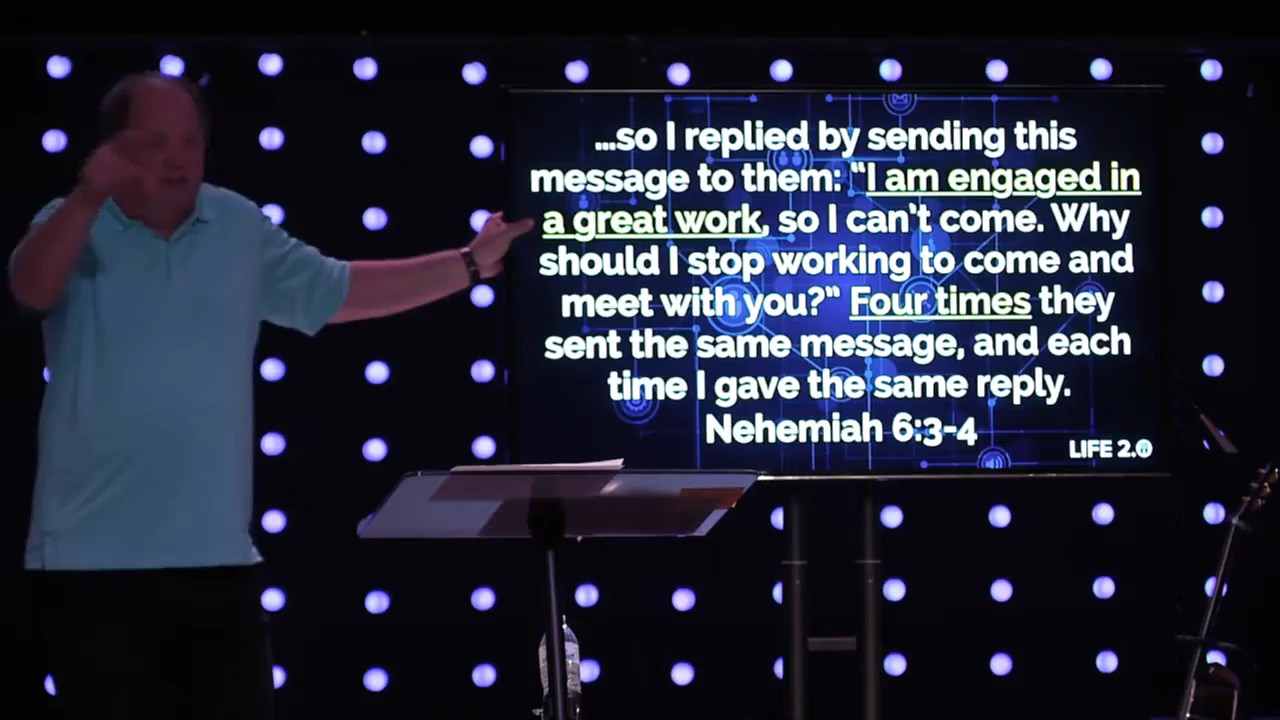 ...so I replied by sending this
message to them: "I am engaged in
a great work, so I can't come. Why
should I stop working to come and
meet with you?" Four times they
sent the same message, and each
time I gave the same reply.
Nehemiah 6:3-4
LIFE 2.0